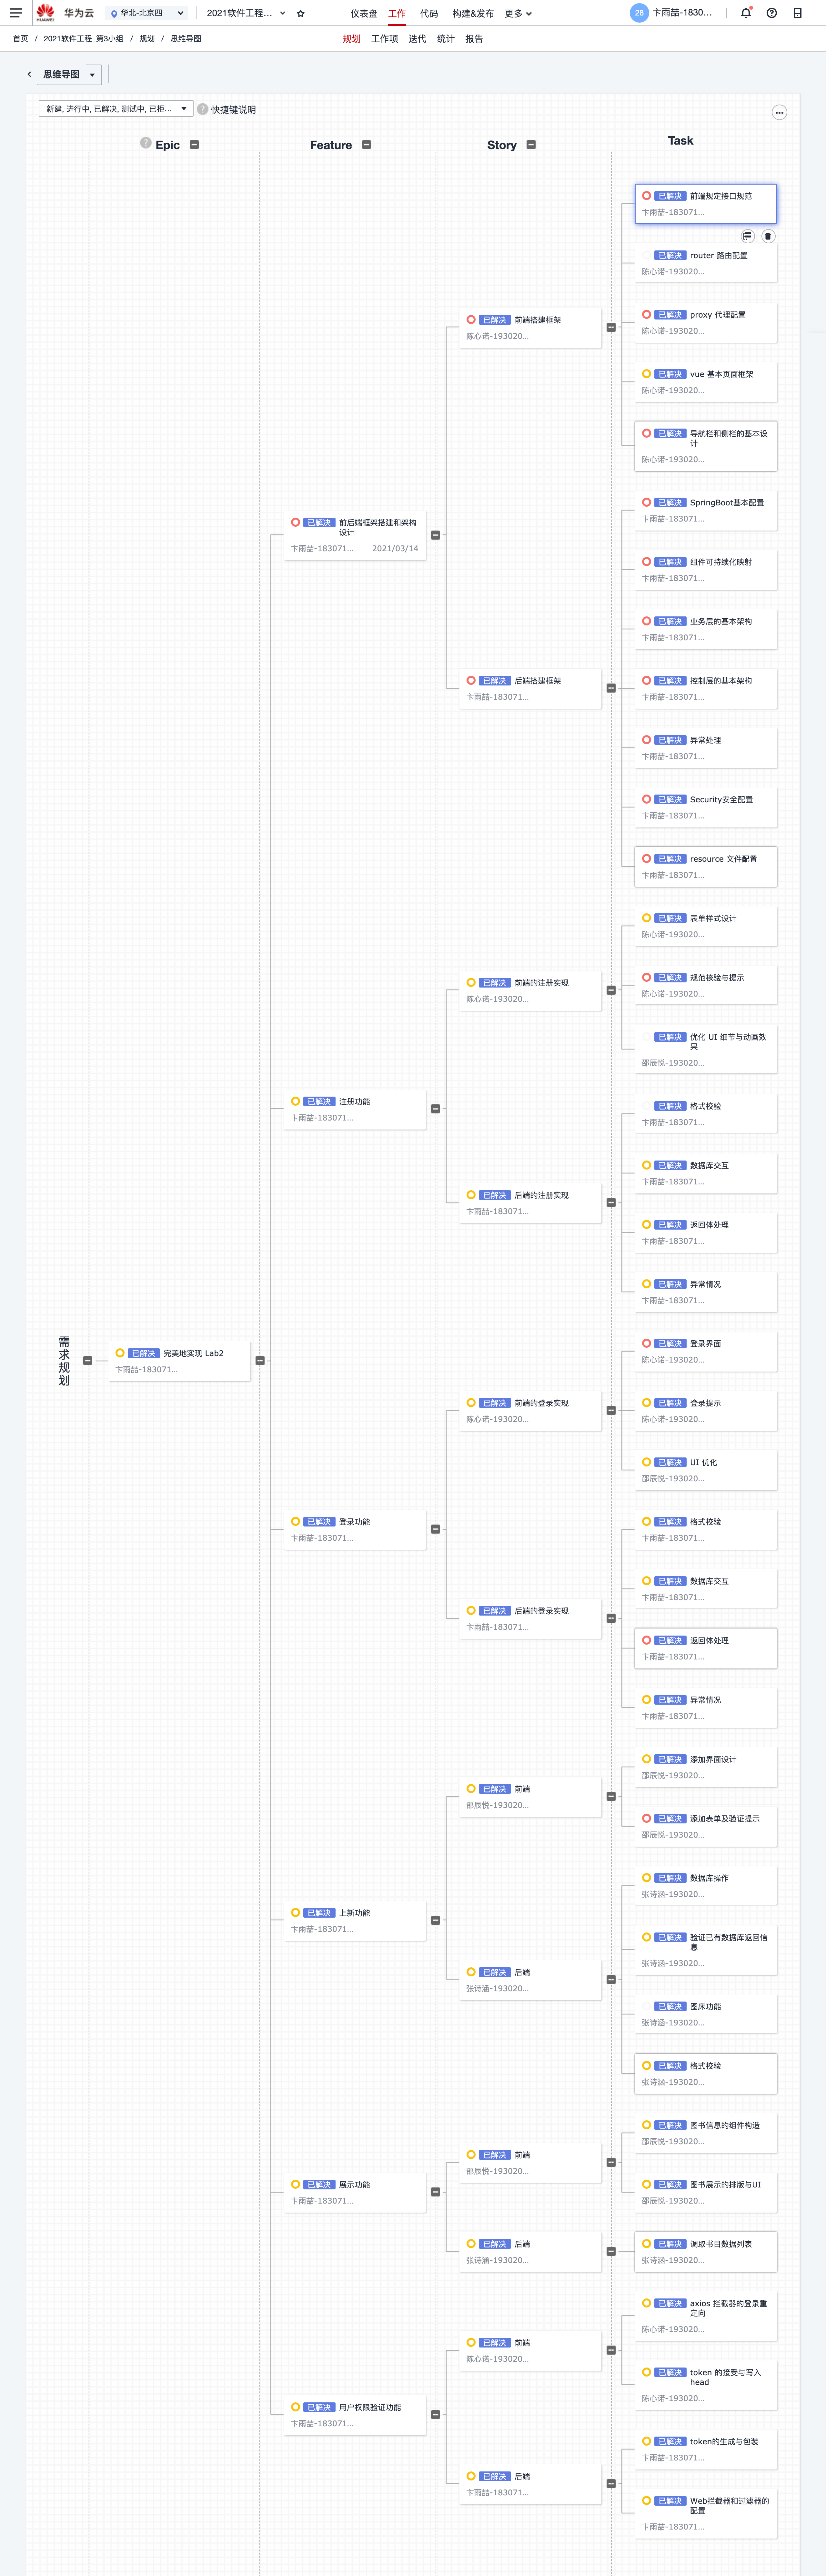 华为云
HUAWEI
华北-北京四
2021软件工程...
仪表盘
工作
代码
构建&发布
更多
28
卞雨喆-1830...
首页 / 2021软件工程_第3小组 / 规划 / 思维导图
规划
工作项
迭代
统计
报告
思维导图
新建, 进行中, 已解决, 测试中, 已拒...
快捷键说明
Epic
Feature
Story
Task
需求规划
已解决 完美地实现 Lab2
卞雨喆-183071...
已解决 前后端框架搭建和架构
设计
卞雨喆-183071... 2021/03/14
已解决 前端搭建框架
陈心诺-193020...
已解决 前端规定接口规范
卞雨喆-183071...
已解决 router 路由配置
陈心诺-193020...
已解决 proxy 代理配置
陈心诺-193020...
已解决 vue 基本页面框架
陈心诺-193020...
已解决 导航栏和侧栏的基本设
计
陈心诺-193020...
已解决 后端搭建框架
卞雨喆-183071...
已解决 SpringBoot基本配置
卞雨喆-183071...
已解决 组件可持续化映射
卞雨喆-183071...
已解决 业务层的基本架构
卞雨喆-183071...
已解决 控制层的基本架构
卞雨喆-183071...
已解决 异常处理
卞雨喆-183071...
已解决 Security安全配置
卞雨喆-183071...
已解决 resource 文件配置
卞雨喆-183071...
已解决 注册功能
卞雨喆-183071...
已解决 前端的注册实现
陈心诺-193020...
已解决 表单样式设计
陈心诺-193020...
已解决 规范核验与提示
陈心诺-193020...
已解决 优化 UI 细节与动画效
果
邵辰悦-193020...
已解决 后端的注册实现
卞雨喆-183071...
已解决 格式校验
卞雨喆-183071...
已解决 数据库交互
卞雨喆-183071...
已解决 返回体处理
卞雨喆-183071...
已解决 异常情况
卞雨喆-183071...
已解决 登录功能
卞雨喆-183071...
已解决 前端的登录实现
陈心诺-193020...
已解决 登录界面
陈心诺-193020...
已解决 登录提示
陈心诺-193020...
已解决 UI 优化
邵辰悦-193020...
已解决 后端的登录实现
卞雨喆-183071...
已解决 格式校验
卞雨喆-183071...
已解决 数据库交互
卞雨喆-183071...
已解决 返回体处理
卞雨喆-183071...
已解决 异常情况
卞雨喆-183071...
已解决 上新功能
卞雨喆-183071...
已解决 前端
邵辰悦-193020...
已解决 添加界面设计
邵辰悦-193020...
已解决 添加表单及验证提示
邵辰悦-193020...
已解决 后端
张诗涵-193020...
已解决 数据库操作
张诗涵-193020...
已解决 验证已有数据库返回信
息
张诗涵-193020...
已解决 图床功能
张诗涵-193020...
已解决 格式校验
张诗涵-193020...
已解决 展示功能
卞雨喆-183071...
已解决 前端
邵辰悦-193020...
已解决 图书信息的组件构造
邵辰悦-193020...
已解决 图书展示的排版与UI
邵辰悦-193020...
已解决 后端
张诗涵-193020...
已解决 调取书目数据列表
张诗涵-193020...
已解决 用户权限验证功能
卞雨喆-183071...
已解决 前端
陈心诺-193020...
已解决 axios 拦截器的登录重
定向
陈心诺-193020...
已解决 token 的接受与写入
head
陈心诺-193020...
已解决 后端
卞雨喆-183071...
已解决 token的生成与包装
卞雨喆-183071...
已解决 Web拦截器和过滤器的
配置
卞雨喆-183071...